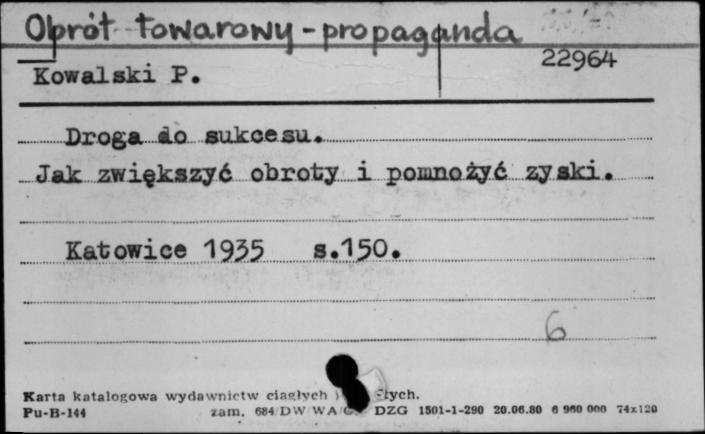 Obrót towarowy - propaganda
22964
Kowalski P.
Droga do sukcesu.
Jak zwiększyć obroty i pomnożyć zyski.
Katowice 1935 s.150.
6
Karta katalogowa wydawnictw ciągłych
Pu-B-144 zam. 684/DW/WA/ DZG 1501-1-290 20.06.80 6 960 000 74x120